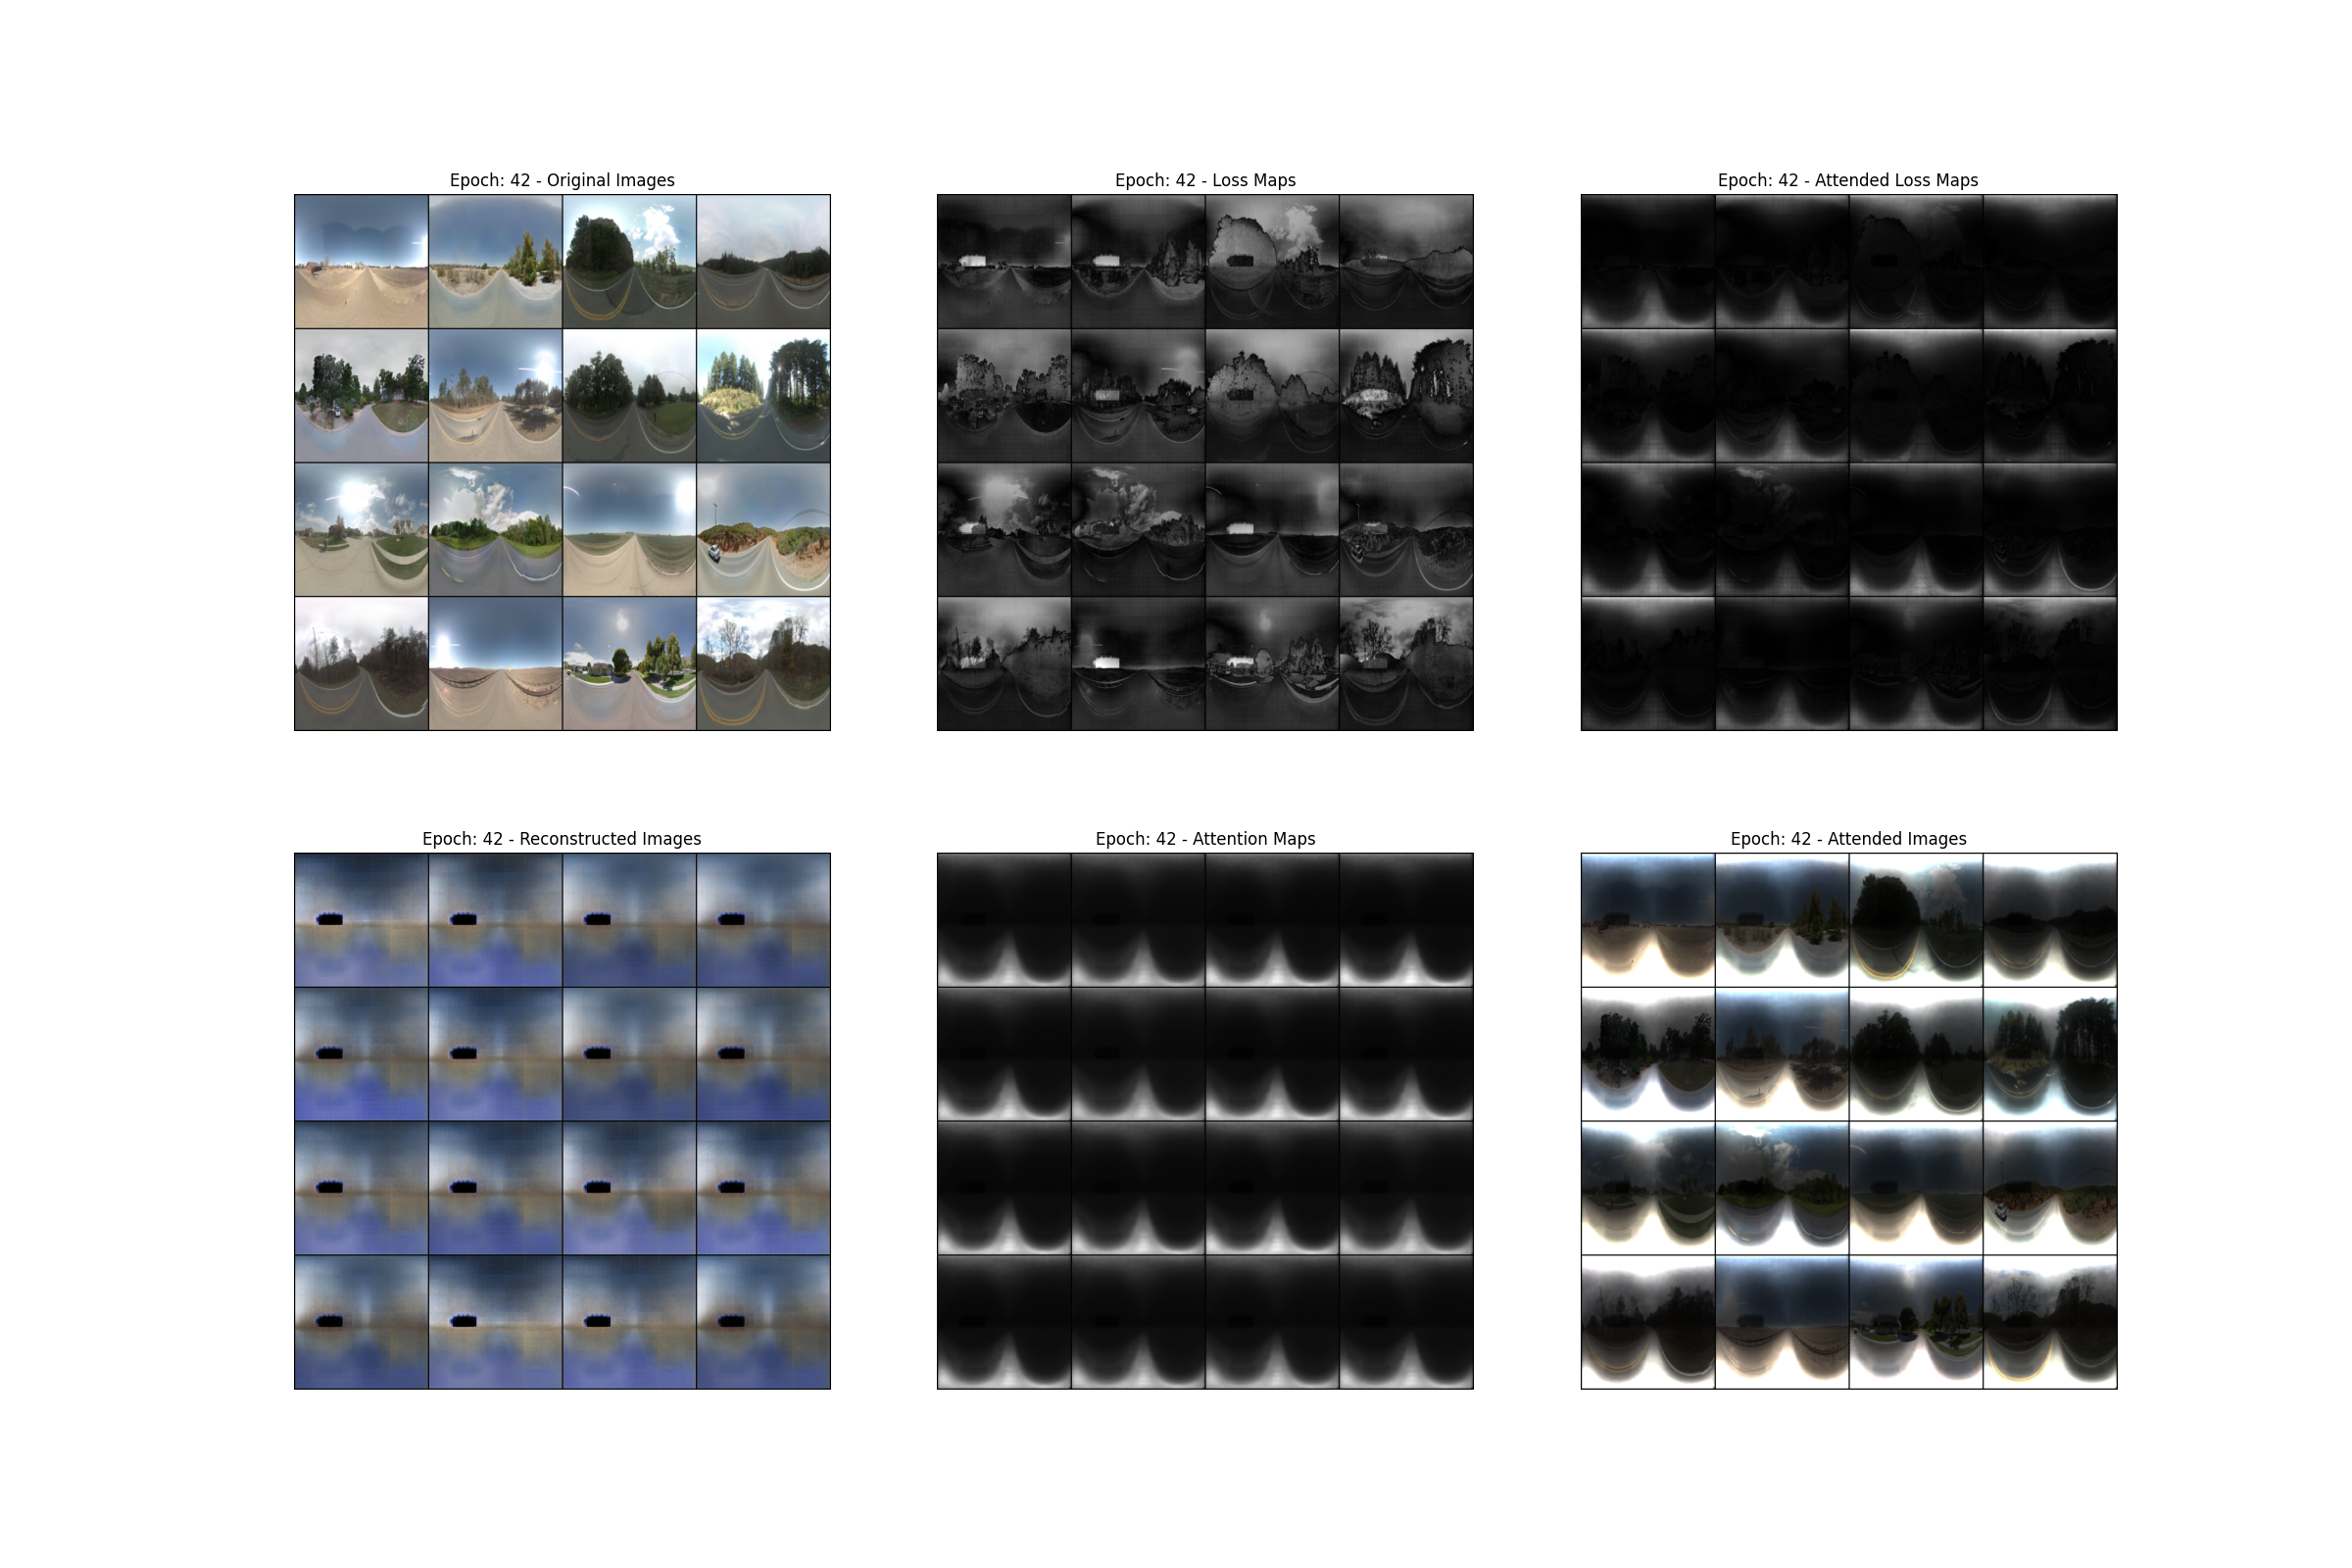 Epoch: 42 - Original Images
Epoch: 42 - Loss Maps
Epoch: 42 - Attended Loss Maps
Epoch: 42 - Reconstructed Images
Epoch: 42 - Attention Maps
Epoch: 42 - Attended Images